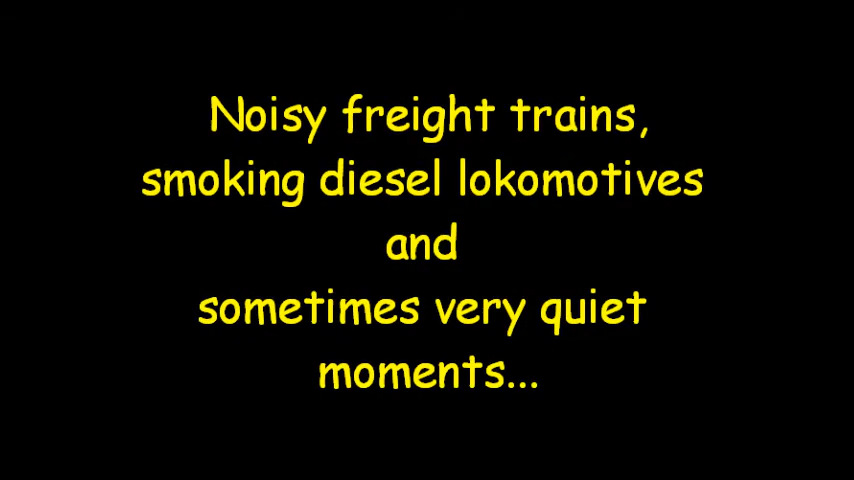 Noisy freight trains,
smoking diesel lokomotives
and
sometimes very quiet
moments...